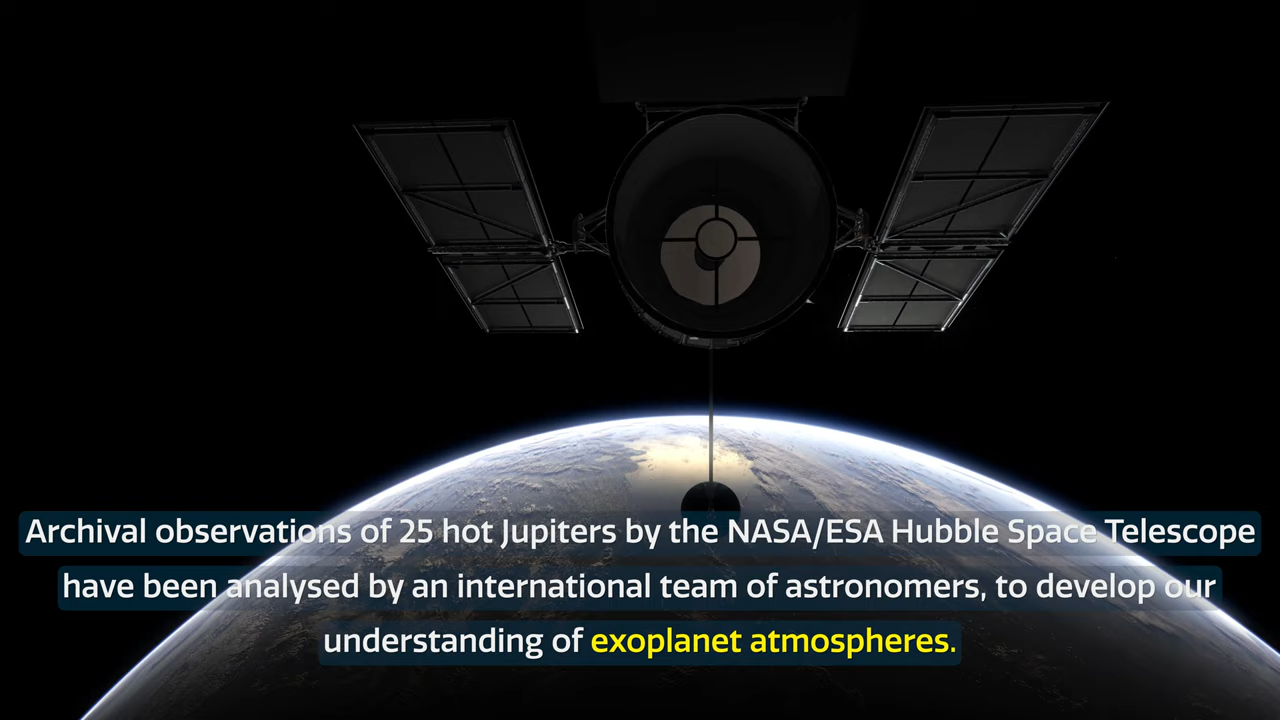 Archival observations of 25 hot Jupiters by the NASA/ESA Hubble Space Telescope
have been analysed by an international team of astronomers, to develop our
understanding of exoplanet atmospheres.